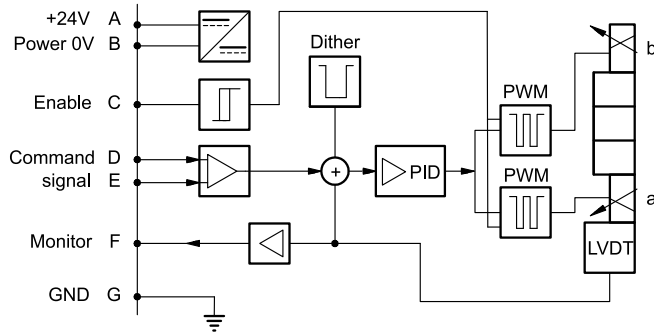 +24V A
Power 0V B
Dither
b
Enable C
PWM
Command D
signal E
PID
PWM
a
Monitor F
LVDT
GND G